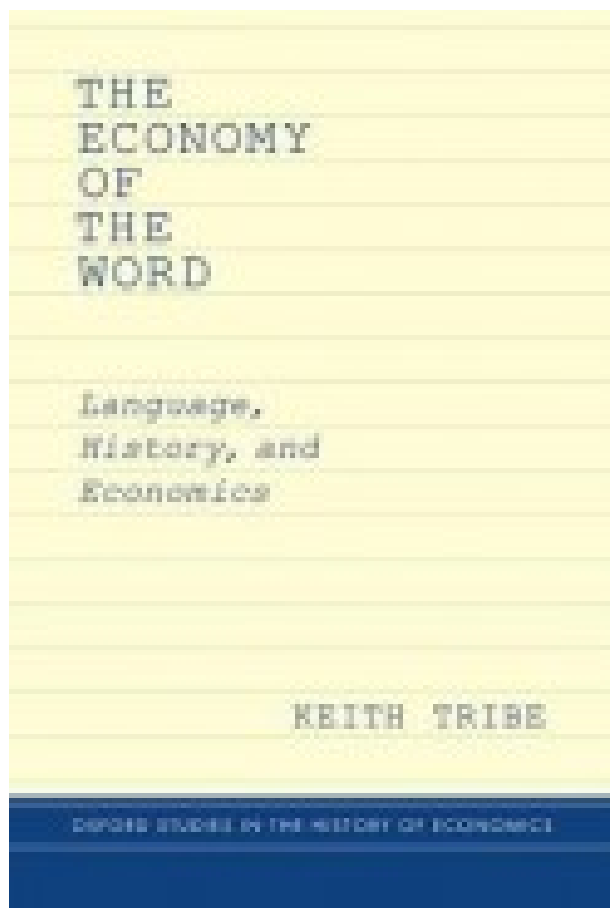 THE
ECONOMY
OF
THE
WORD
Language,
History, and
Economics
KEITH TRIBE
OXFORD STUDIES IN THE HISTORY OF ECONOMICS